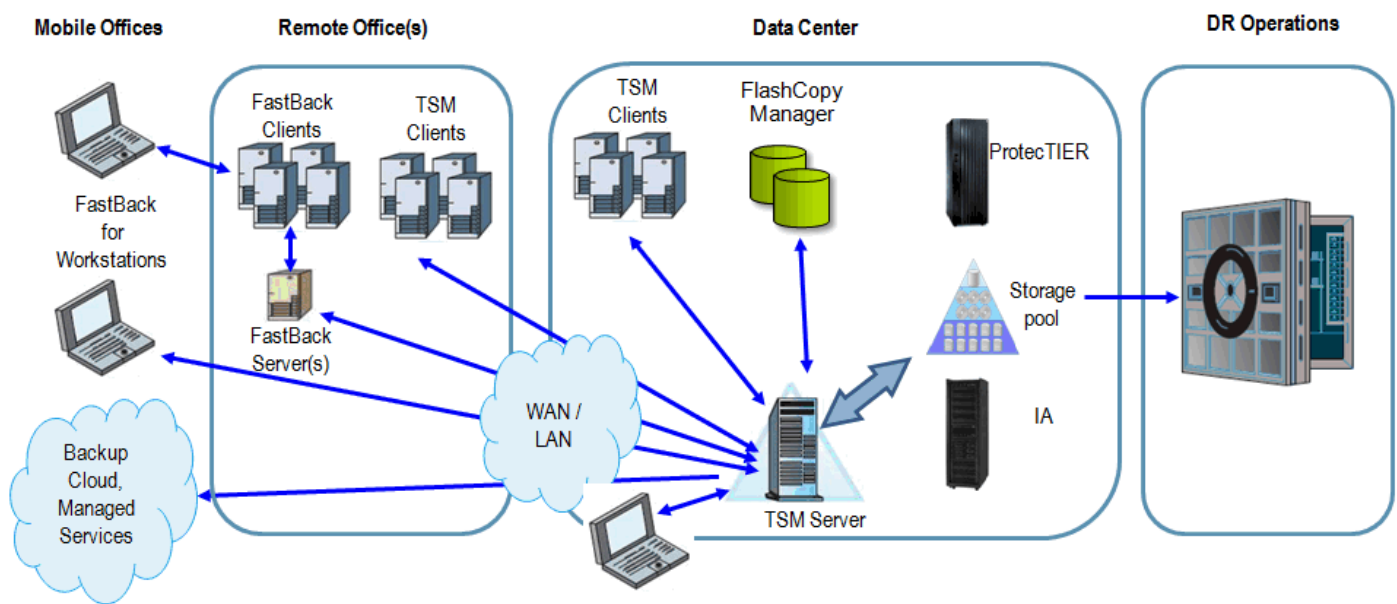 Mobile Offices
Remote Office(s)
Data Center
DR Operations
FastBack
Clients
TSM
Clients
TSM
Clients
FlashCopy
Manager
ProtecTIER
FastBack
for
Workstations
Storage
pool
FastBack
Server(s)
WAN /
LAN
IA
Backup
Cloud,
Managed
Services
TSM Server